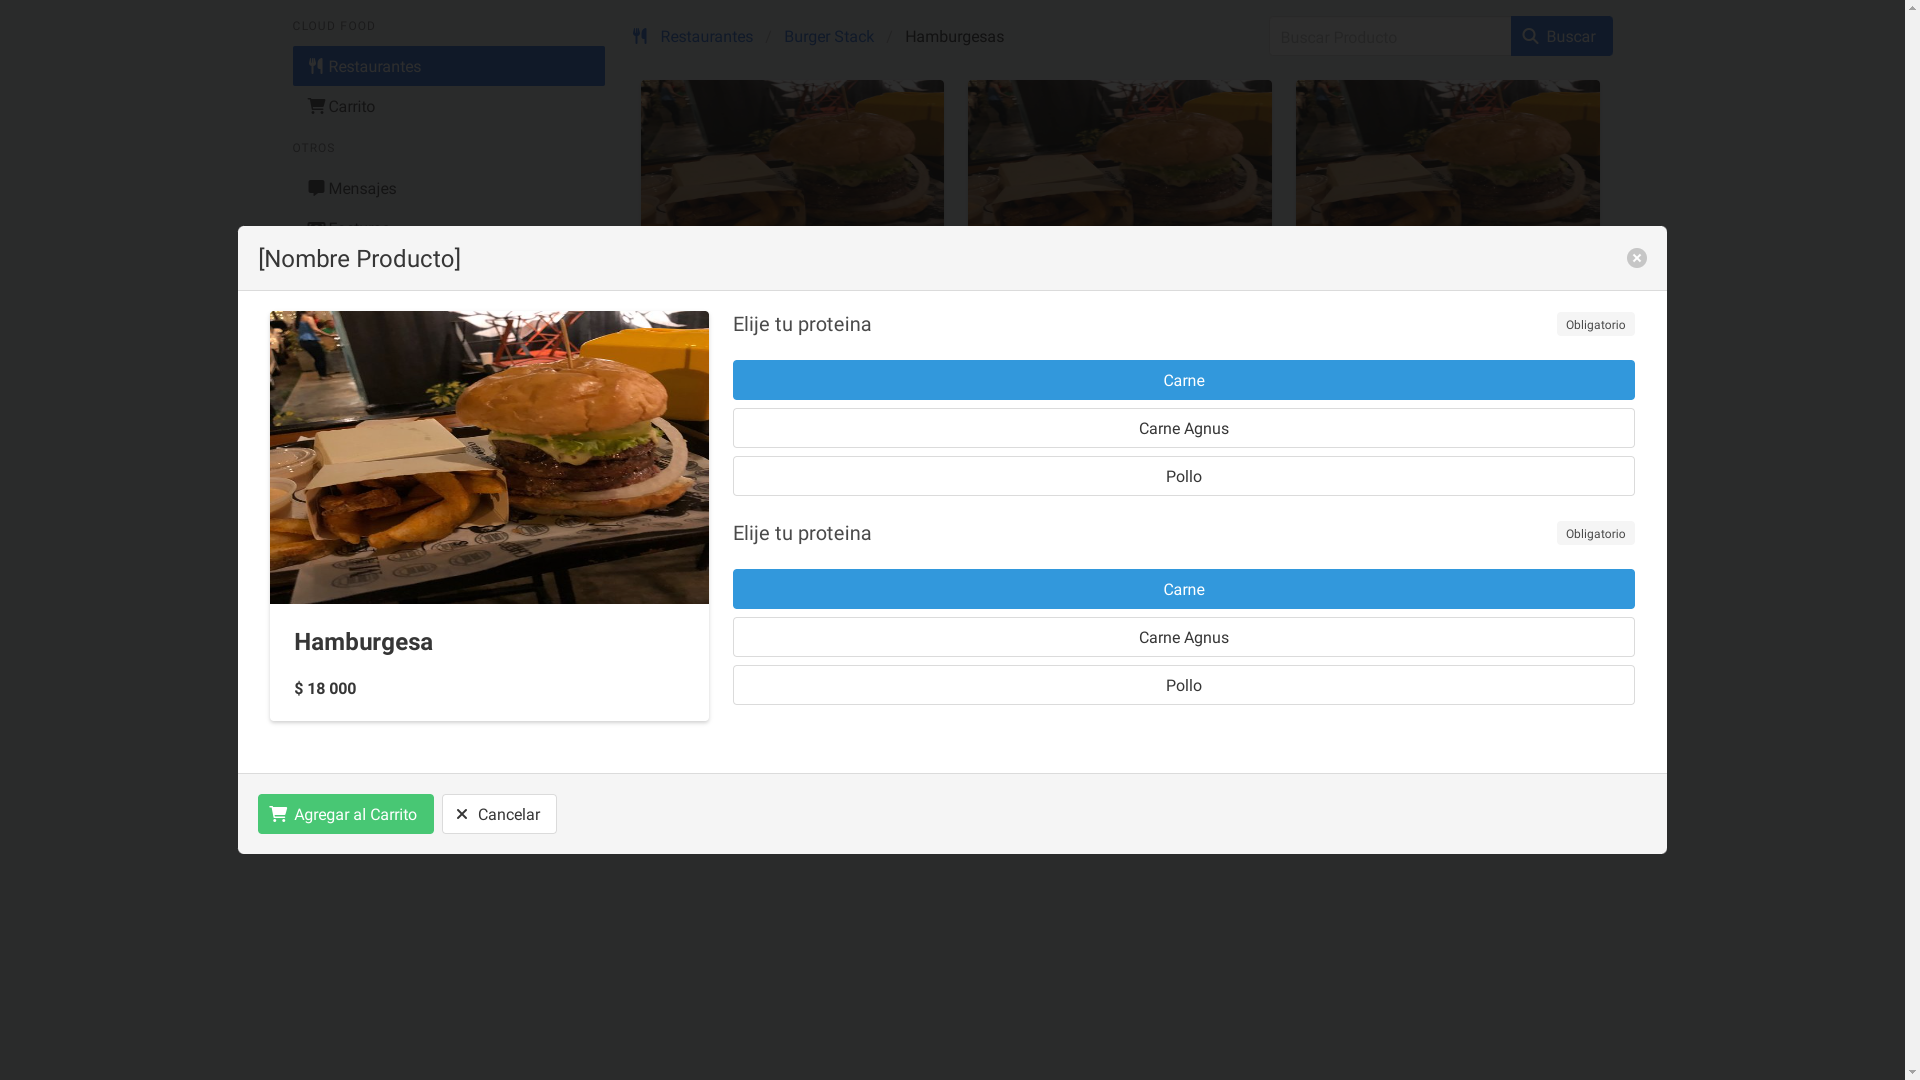 CLOUD FOOD
Restaurantes
Carrito
OTROS
Mensajes
Restaurantes / Burger Stack / Hamburgesas
Buscar Producto
Buscar
[Nombre Producto]
Hamburgesa
$ 18 000
Elije tu proteina
Obligatorio
Carne
Carne Agnus
Pollo
Elije tu proteina
Obligatorio
Carne
Carne Agnus
Pollo
Agregar al Carrito
Cancelar